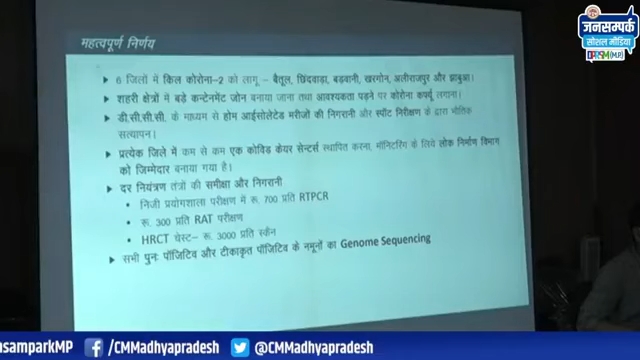 जनसम्पर्क
सोशल मीडिया
महत्वपूर्ण निर्णय
6 जिलों में किल कोरोना-2 को लागू – बैतूल, छिंदवाड़ा, बड़वानी, खरगोन, अलीराजपुर और झाबुआ।
शहरी क्षेत्रों में बड़े कन्टेनमेंट जोन बनाया जाना तथा आवश्यकता पड़ने पर कोरोना कर्फ्यू लगाना।
डी.सी.सी.सी. के माध्यम से होम आईसोलेटेड मरीजों की निगरानी और स्पॉट निरीक्षण के द्वारा भौतिक
सत्यापन।
प्रत्येक जिले में कम से कम एक कोविड केयर सेन्टर्स स्थापित करना, मॉनिटरिंग के लिये लोक निर्माण विभाग
को जिम्मेदार बनाया गया है।
दर नियंत्रण तंत्रों की समीक्षा और निगरानी
निजी प्रयोगशाला परीक्षण में रू. 700 प्रति RTPCR
रू. 300 प्रति RAT परीक्षण
HRCT चेस्ट– रू. 3000 प्रति स्कैन
सभी पुनः पॉजिटिव और टीकाकृत पॉजिटिव के नमूनों का Genome Sequencing
nsamparkMP /CMMadhyapradesh @CMMadhyapradesh